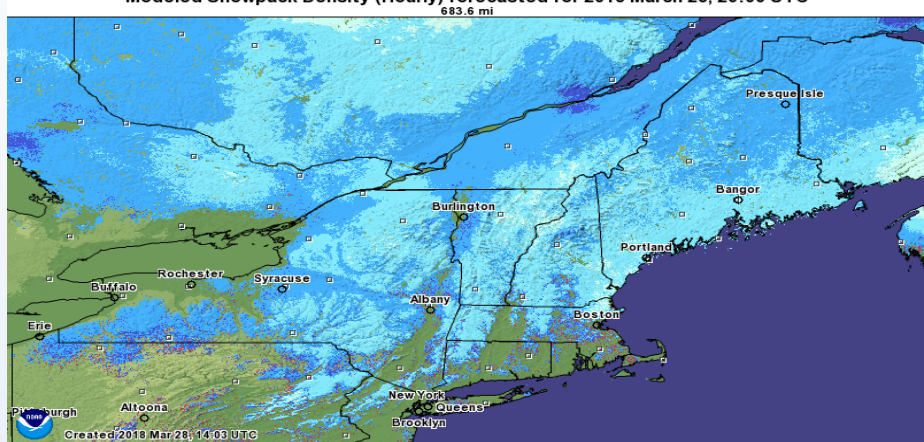 683.6 mi
Presque Isle
Bangor
Burlington
Portland
Rochester
Syracuse
Buffalo
Albany
Boston
Erie
New York
Queens
Altoona
Brooklyn
noaa
Created 2018 Mar 28, 14:03 UTC